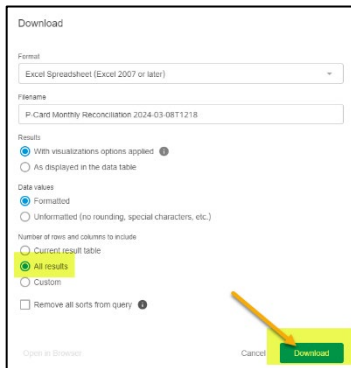 Download
Format
Excel Spreadsheet (Excel 2007 or later)
Filename
P-Card Monthly Reconciliation 2024-03-08T1218
Results
With visualizations options applied
As displayed in the data table
Data values
Formatted
Unformatted (no rounding, special characters, etc.)
Number of rows and columns to include
Current result table
All results
Custom
Remove all sorts from query
Open in Browser Cancel Download